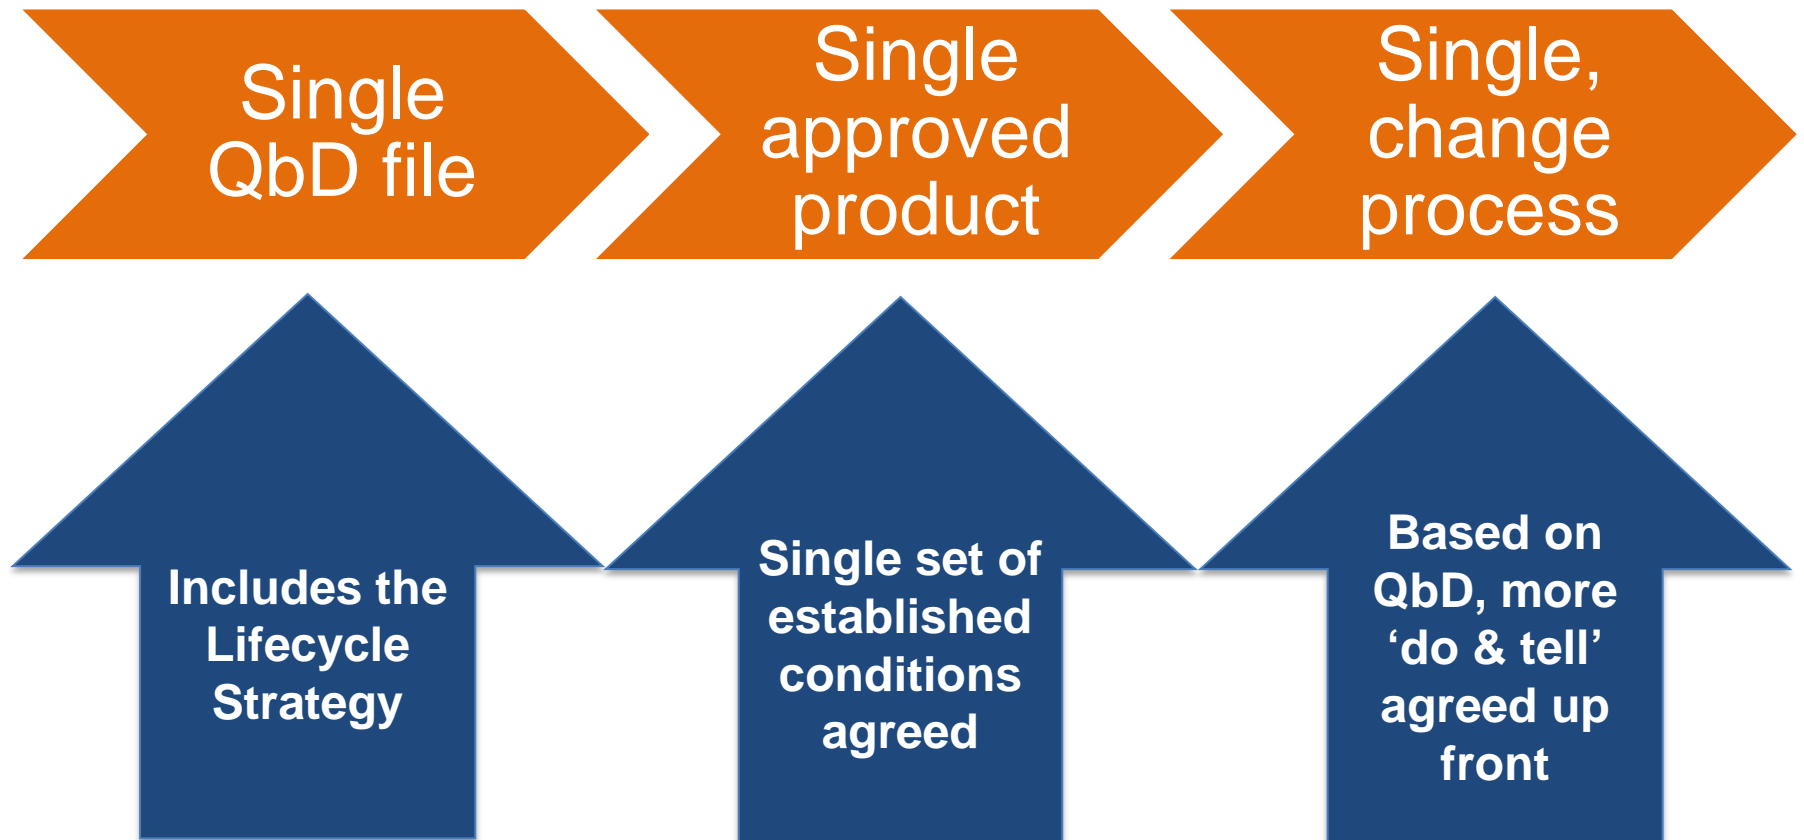 Single
QbD file
Single
approved
product
Single,
change
process
Includes the
Lifecycle
Strategy
Single set of
established
conditions
agreed
Based on
QbD, more
‘do & tell’
agreed up
front